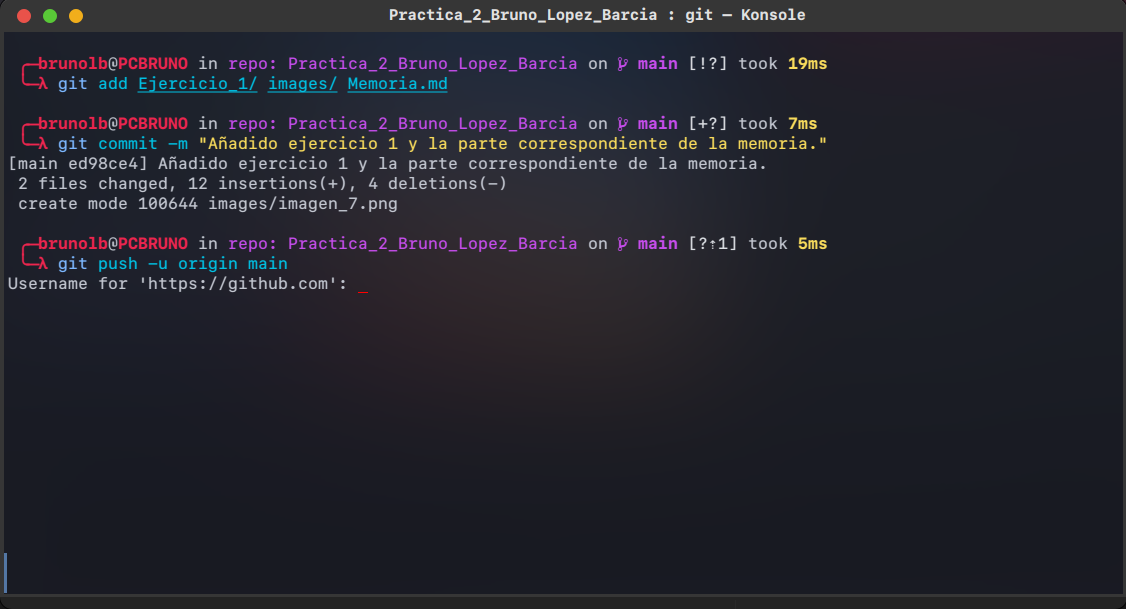 Practica_2_Bruno_Lopez_Barcia : git — Konsole
brunolb@PCBRUNO in repo: Practica_2_Bruno_Lopez_Barcia on main [!?] took 19ms
λ git add Ejercicio_1/ images/ Memoria.md
brunolb@PCBRUNO in repo: Practica_2_Bruno_Lopez_Barcia on main [+?] took 7ms
λ git commit -m "Añadido ejercicio 1 y la parte correspondiente de la memoria."
[main ed98ce4] Añadido ejercicio 1 y la parte correspondiente de la memoria.
2 files changed, 12 insertions(+), 4 deletions(-)
create mode 100644 images/imagen_7.png
brunolb@PCBRUNO in repo: Practica_2_Bruno_Lopez_Barcia on main [?⇡1] took 5ms
λ git push -u origin main
Username for 'https://github.com': _